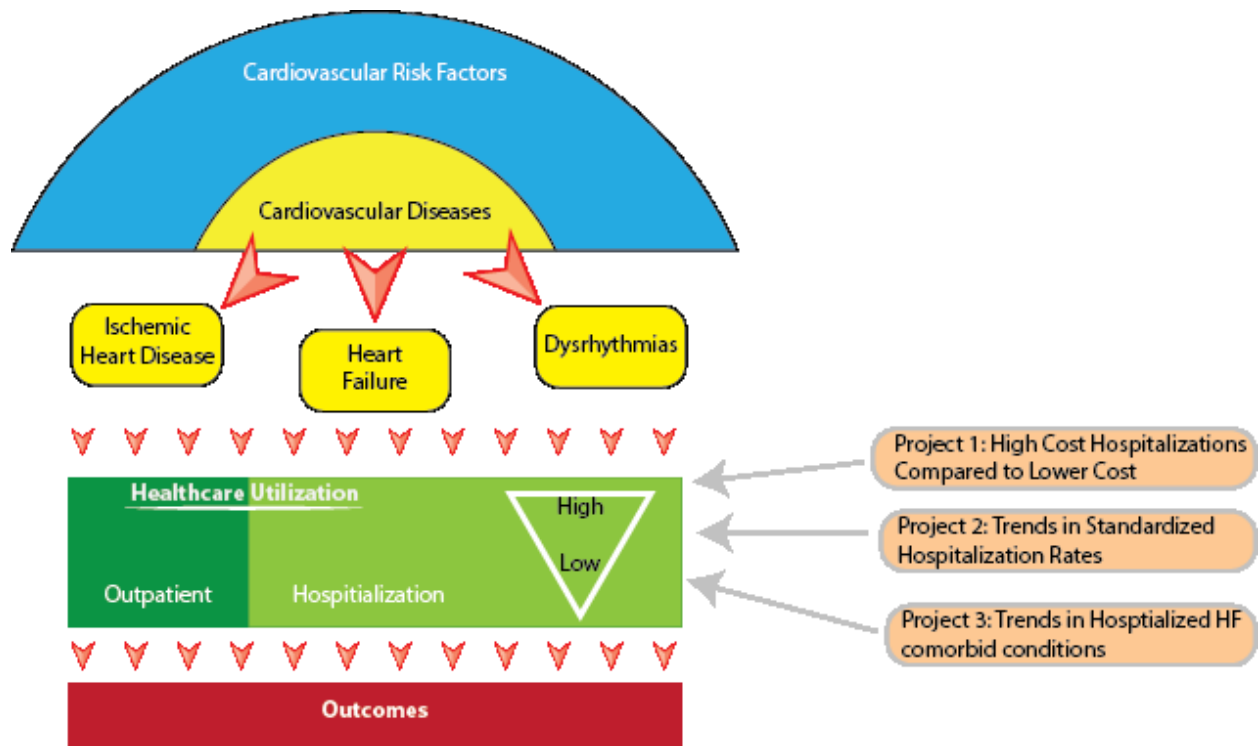 Cardiovascular Risk Factors
Cardiovascular Diseases
Ischemic
Heart Disease
Heart
Failure
Dysrhythmias
Healthcare Utilization
High
Low
Outpatient
Hospitialization
Project 1: High Cost Hospitalizations
Compared to Lower Cost
Project 2: Trends in Standardized
Hospitalization Rates
Project 3: Trends in Hosptialized HF
comorbid conditions
Outcomes